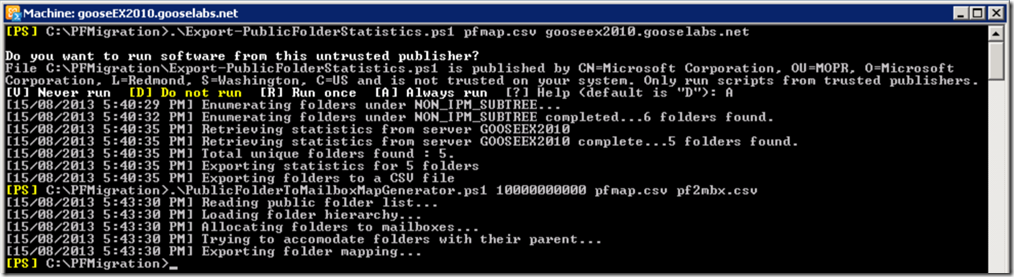 Machine: gooseEX2010.gooselabs.net
[PS] C:\PFMigration>.\Export-PublicFolderStatistics.ps1 pfmap.csv gooseex2010.gooselabs.net
Do you want to run software from this untrusted publisher?
File C:\PFMigration\Export-PublicFolderStatistics.ps1 is published by CN=Microsoft Corporation, OU=MOPR, O=Microsoft
Corporation, L=Redmond, S=Washington, C=US and is not trusted on your system. Only run scripts from trusted publishers.
[V] Never run  [D] Do not run  [R] Run once  [A] Always run  [?] Help (default is "D"): A
[15/08/2013 5:40:29 PM] Enumerating folders under NON_IPM_SUBTREE...
[15/08/2013 5:40:32 PM] Enumerating folders under NON_IPM_SUBTREE completed...6 folders found.
[15/08/2013 5:40:35 PM] Retrieving statistics from server GOOSEEX2010
[15/08/2013 5:40:35 PM] Retrieving statistics from server GOOSEEX2010 complete...5 folders found.
[15/08/2013 5:40:35 PM] Total unique folders found : 5.
[15/08/2013 5:40:35 PM] Exporting statistics for 5 folders
[15/08/2013 5:40:35 PM] Exporting folders to a CSV file
[PS] C:\PFMigration>.\PublicFolderToMailboxMapGenerator.ps1 10000000000 pfmap.csv pf2mbx.csv
[15/08/2013 5:43:30 PM] Reading public folder list...
[15/08/2013 5:43:30 PM] Loading folder hierarchy...
[15/08/2013 5:43:30 PM] Allocating folders to mailboxes...
[15/08/2013 5:43:30 PM] Trying to accomodate folders with their parent...
[15/08/2013 5:43:30 PM] Exporting folder mapping...
[PS] C:\PFMigration>_